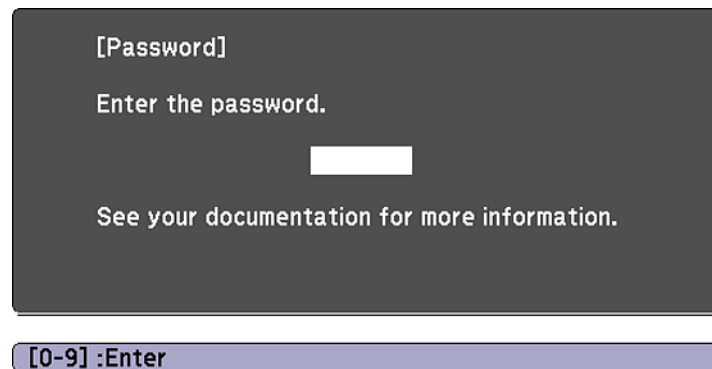 [Password]
Enter the password.
See your documentation for more information.
[0-9] :Enter